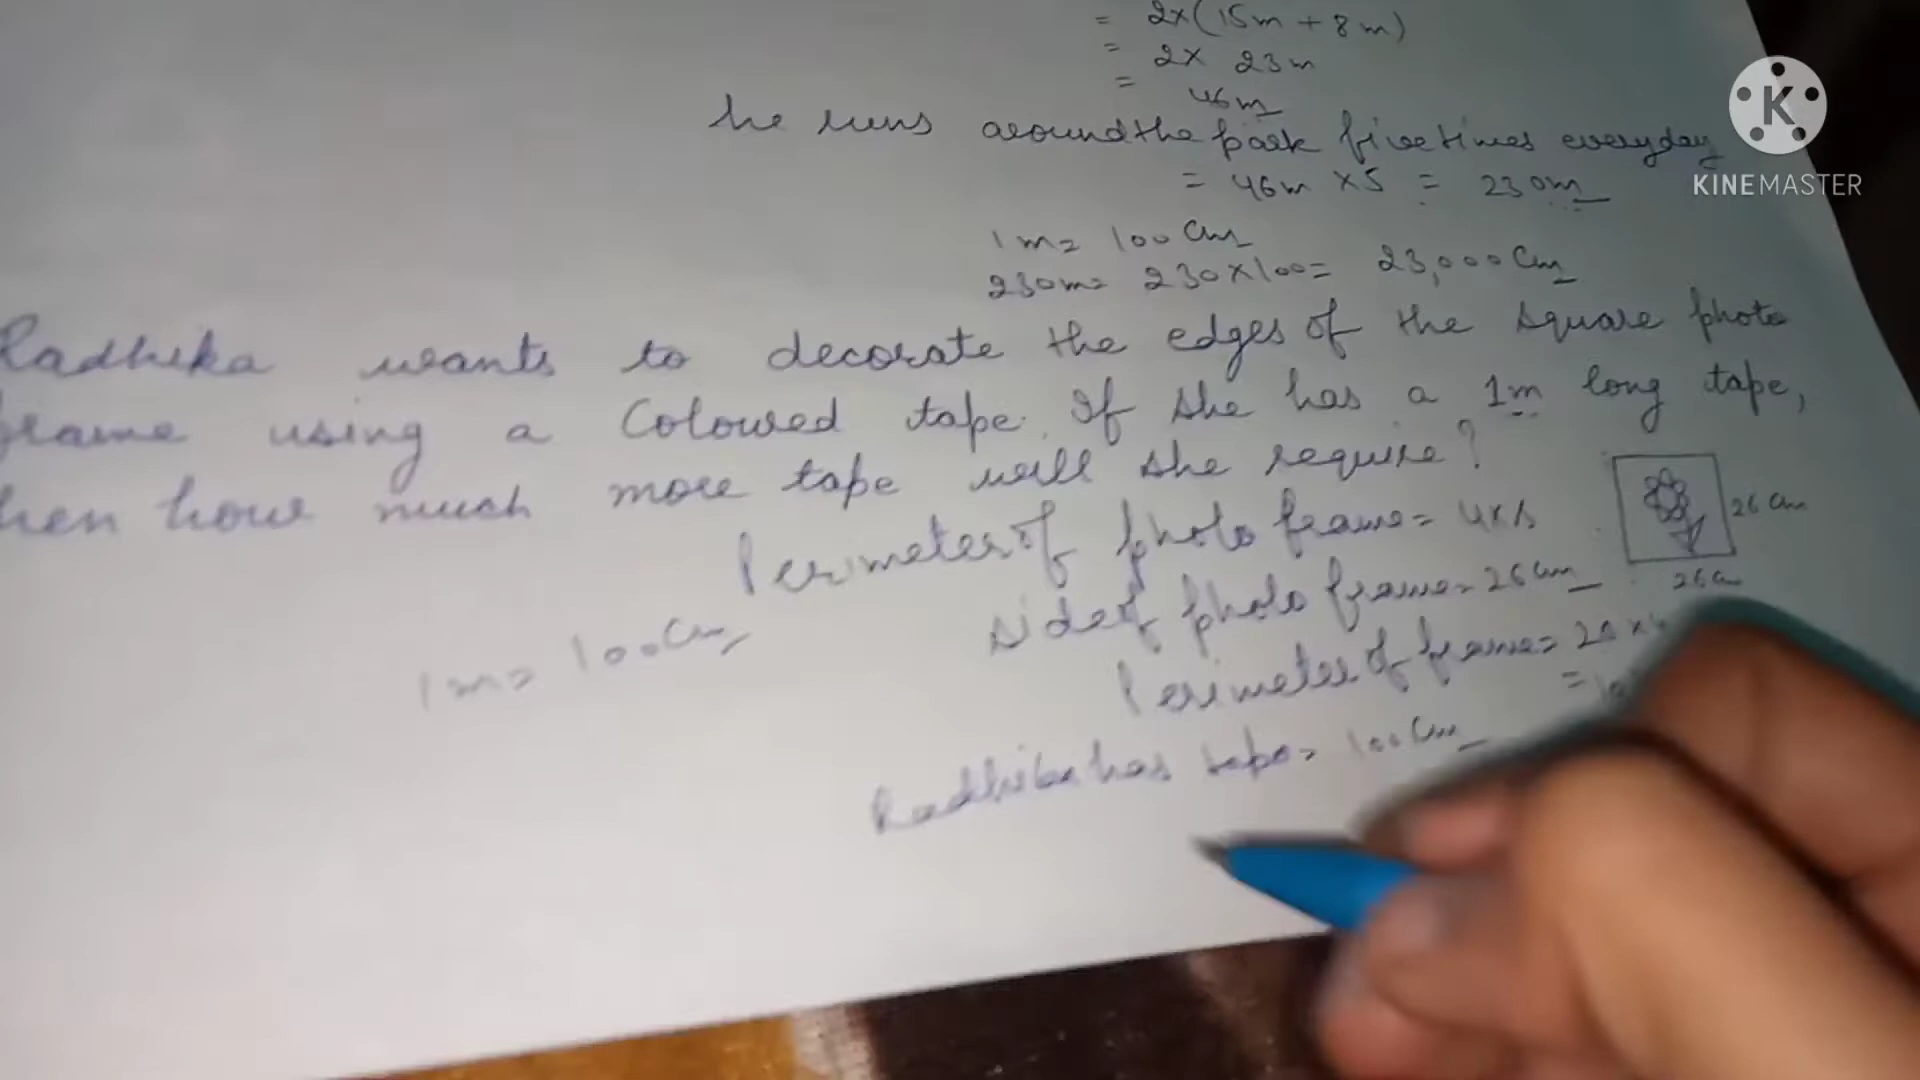 = 2x(15m + 8m)
= 2x 23m
= 46m
he runs around the park five times everyday
= 46m x5 = 230m
1m= 100 Cm
230m= 230x100= 23,000 Cm
Radhika wants to decorate the edges of the square photo
frame using a Coloured tape. If she has a 1m long tape,
then how much more tape will she require?
Perimeter of photo frame= 4xs
side of photo frame= 26 Cm
Perimeter of frame= 26 x4
=
Radhika has tape= 100 Cm
1m= 100 Cm
26 Cm
26 Cm
K
KINEMASTER